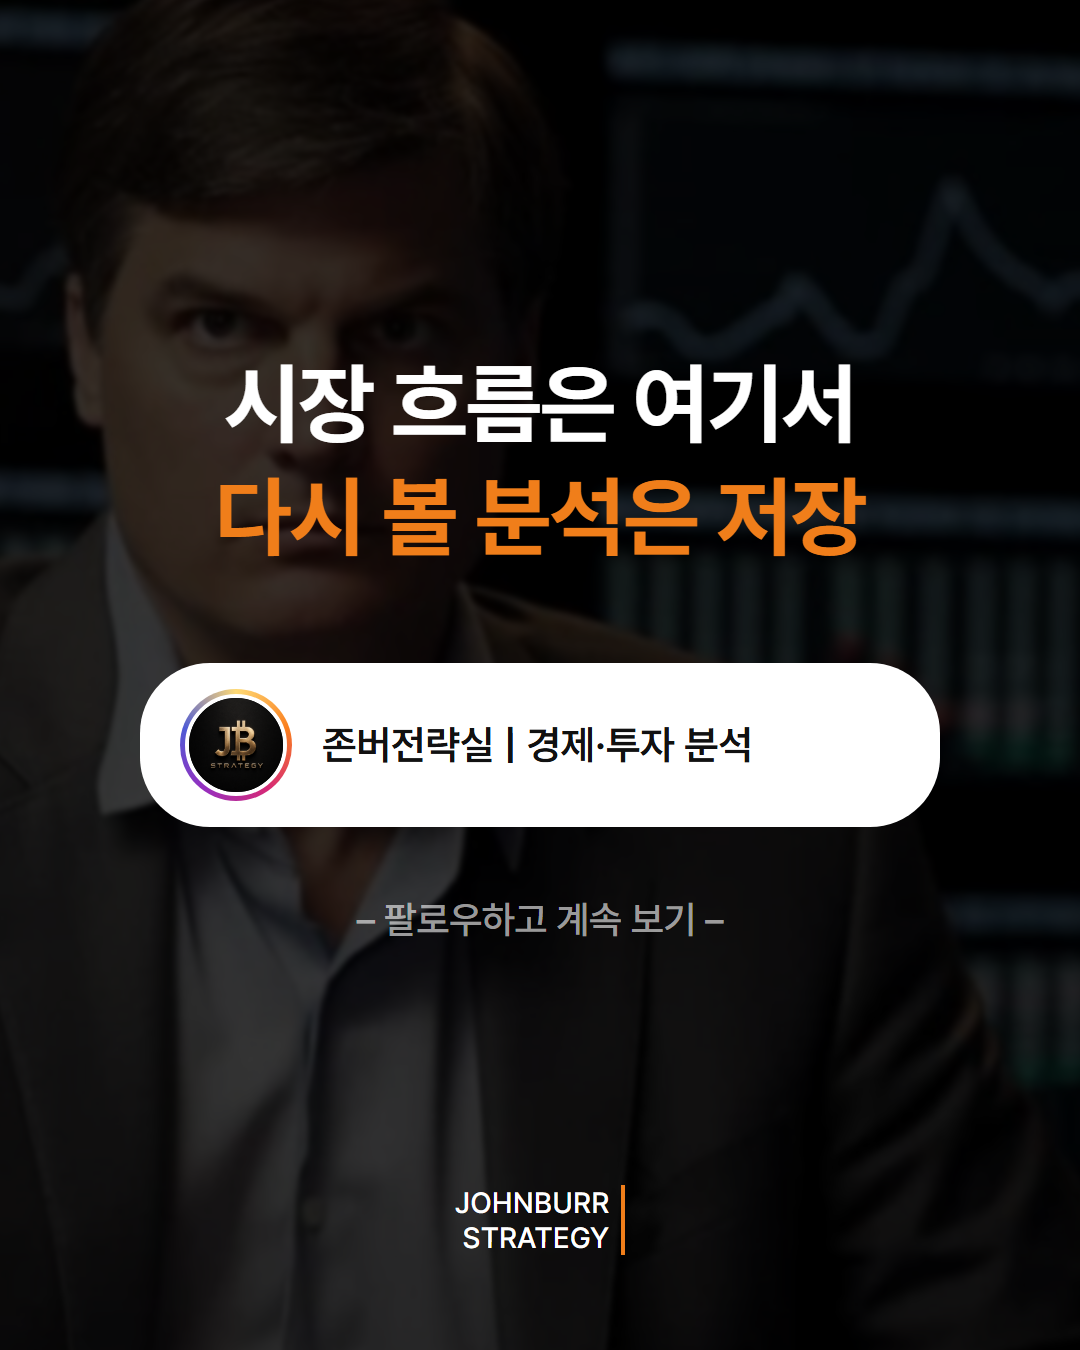 시장 흐름은 여기서
다시 볼 분석은 저장
JB
STRATEGY
존버전략실 | 경제·투자 분석
– 팔로우하고 계속 보기 –
JOHNBURR
STRATEGY